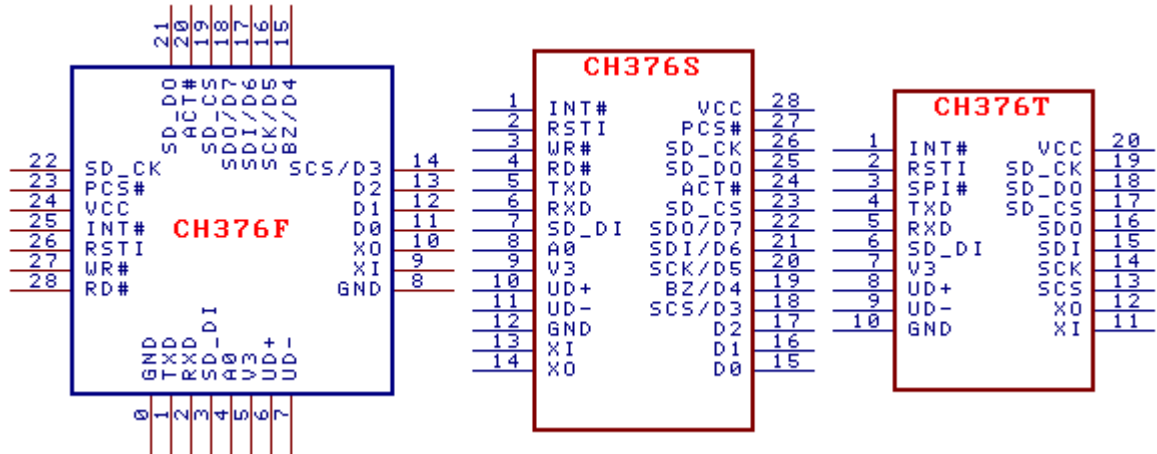 21 20 19 18 17 16 15
SD_DO ACT# SD_CS SDO/D7 SDI/D6 SCK/D5 BZ/D4
22 SD_CK SCS/D3 14
23 PCS# D2 13
24 VCC D1 12
25 INT# D0 11
CH376F
26 RSTI XO 10
27 WR# XI 9
28 RD# GND 8
GND TXD RXD SD_DI A0 V3 UD+ UD-
0 1 2 3 4 5 6 7
CH376S
1 INT# VCC 28
2 RSTI PCS# 27
3 WR# SD_CK 26
4 RD# SD_DO 25
5 TXD ACT# 24
6 RXD SD_CS 23
7 SD_DI SDO/D7 22
8 A0 SDI/D6 21
9 V3 SCK/D5 20
10 UD+ BZ/D4 19
11 UD- SCS/D3 18
12 GND D2 17
13 XI D1 16
14 XO D0 15
CH376T
1 INT# VCC 20
2 RSTI SD_CK 19
3 SPI# SD_DO 18
4 TXD SD_CS 17
5 RXD SDO 16
6 SD_DI SDI 15
7 V3 SCK 14
8 UD+ SCS 13
9 UD- XO 12
10 GND XI 11